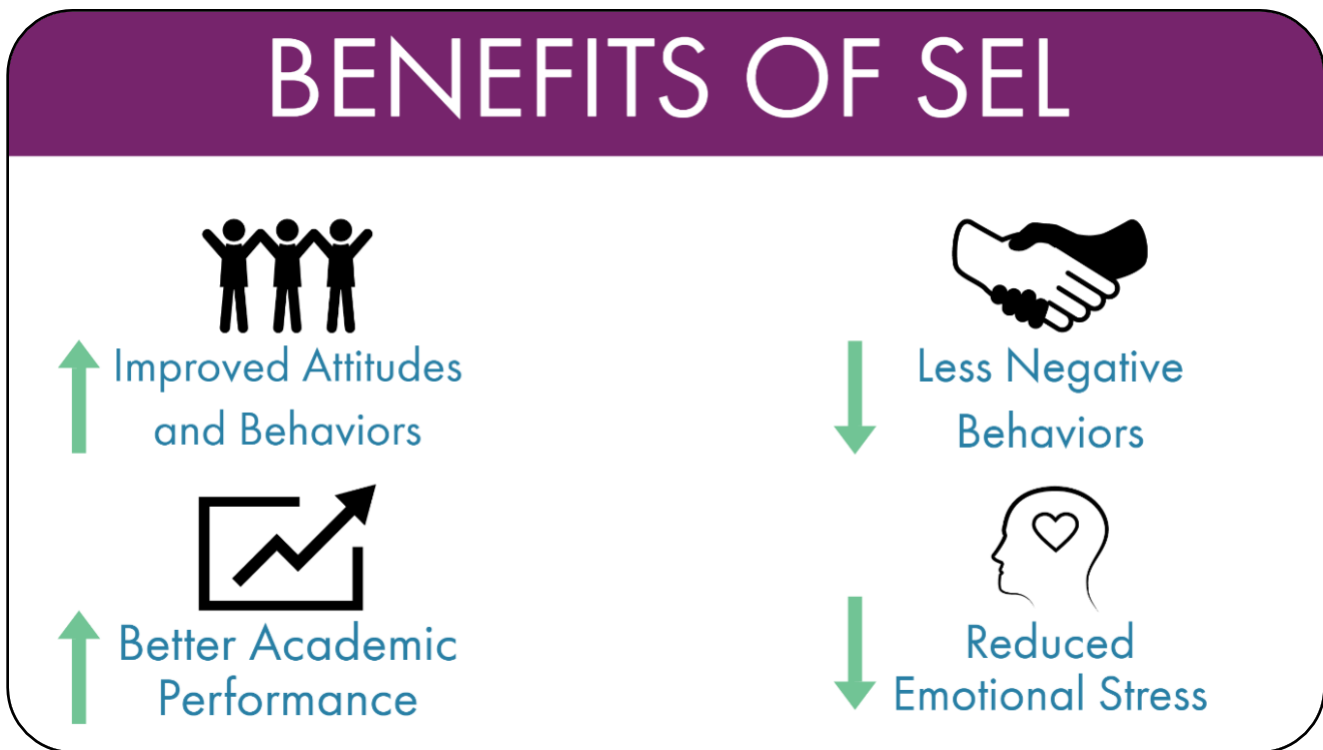 BENEFITS OF SEL
Improved Attitudes
and Behaviors
Less Negative
Behaviors
Better Academic
Performance
Reduced
Emotional Stress